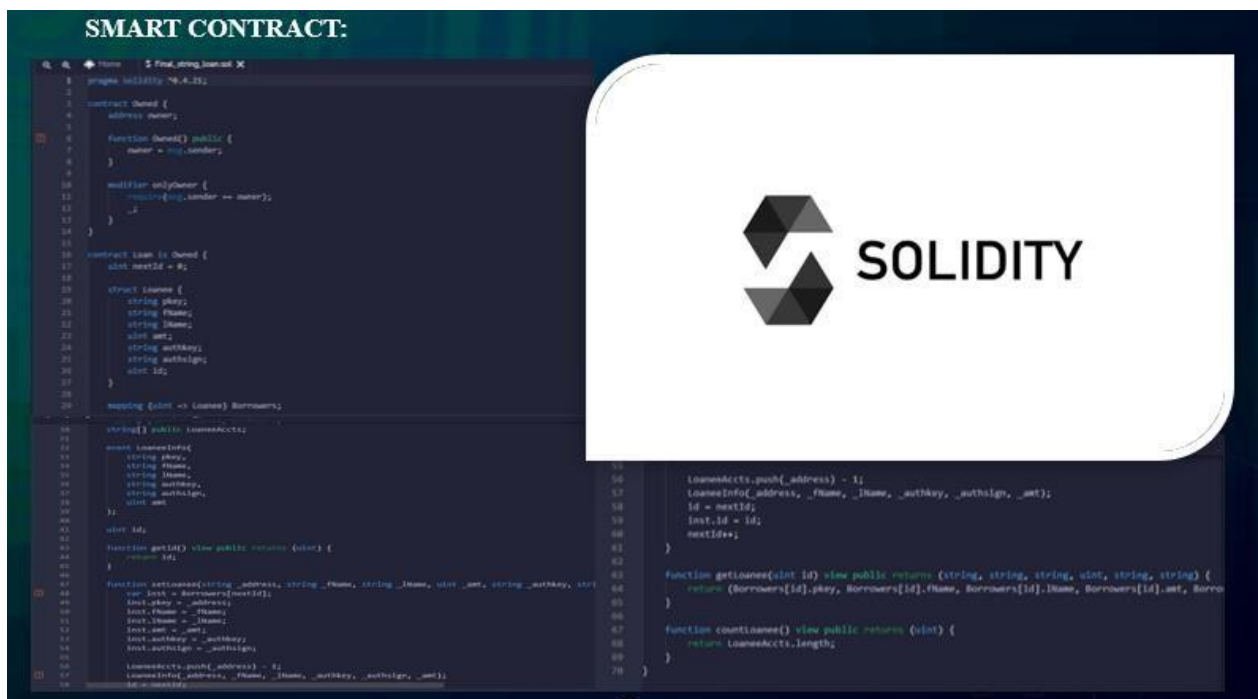 SMART CONTRACT:
Home
$ Final_string_loan.sol X
1 pragma solidity ^0.4.25;
2
3 contract Owned {
4 address owner;
5
6 function Owned() public {
7 owner = msg.sender;
8 }
9
10 modifier onlyOwner {
11 require(msg.sender == owner);
12 _;
13 }
14 }
15
16 contract Loan is Owned {
17 uint nextId = 0;
18
19 struct Loanee {
20 string pkey;
21 string fName;
22 string lName;
23 uint amt;
24 string authkey;
25 string authsign;
26 uint id;
27 }
28
29 mapping (uint => Loanee) Borrowers;
30 string[] public LoaneeAccts;
31
32 event LoaneeInfo(
33 string pkey,
34 string fName,
35 string lName,
36 string authkey,
37 string authsign,
38 uint amt
39 );
40
41 uint id;
42
43 function getid() view public returns (uint) {
44 return id;
45 }
46
47 function setLoanee(string _address, string _fName, string _lName, uint _amt, string _authkey, stri
48 var inst = Borrowers[nextId];
49 inst.pkey = _address;
50 inst.fName = _fName;
51 inst.lName = _lName;
52 inst.amt = _amt;
53 inst.authkey = _authkey;
54 inst.authsign = _authsign;
55
56 LoaneeAccts.push(_address) - 1;
57 LoaneeInfo(_address, _fName, _lName, _authkey, _authsign, _amt);
58 id = nextId;
SOLIDITY
55
56 LoaneeAccts.push(_address) - 1;
57 LoaneeInfo(_address, _fName, _lName, _authkey, _authsign, _amt);
58 id = nextId;
59 inst.id = id;
60 nextId++;
61 }
62
63 function getLoanee(uint id) view public returns (string, string, string, uint, string, string) {
64 return (Borrowers[id].pkey, Borrowers[id].fName, Borrowers[id].lName, Borrowers[id].amt, Borro
65 }
66
67 function countLoanee() view public returns (uint) {
68 return LoaneeAccts.length;
69 }
70 }